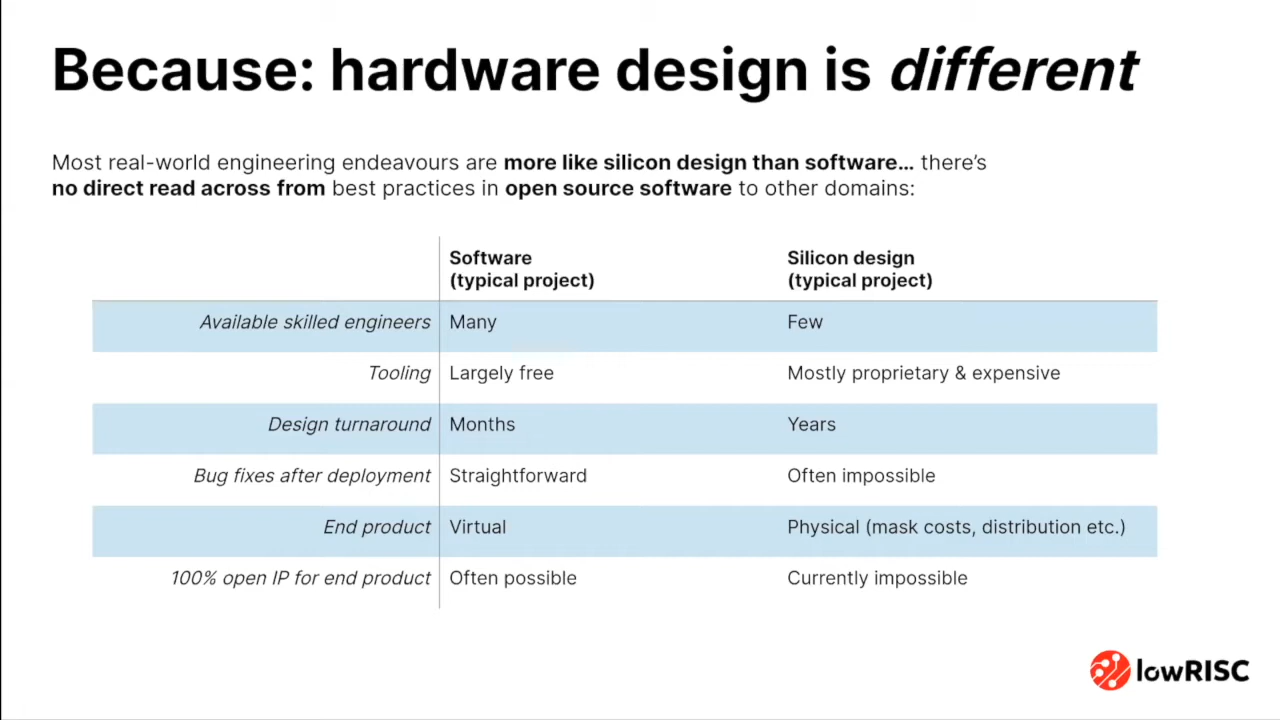 Because: hardware design is different
Most real-world engineering endeavours are more like silicon design than software… there’s
no direct read across from best practices in open source software to other domains:
Software
(typical project)
Silicon design
(typical project)
Available skilled engineers Many Few
Tooling Largely free Mostly proprietary & expensive
Design turnaround Months Years
Bug fixes after deployment Straightforward Often impossible
End product Virtual Physical (mask costs, distribution etc.)
100% open IP for end product Often possible Currently impossible
lowRISC